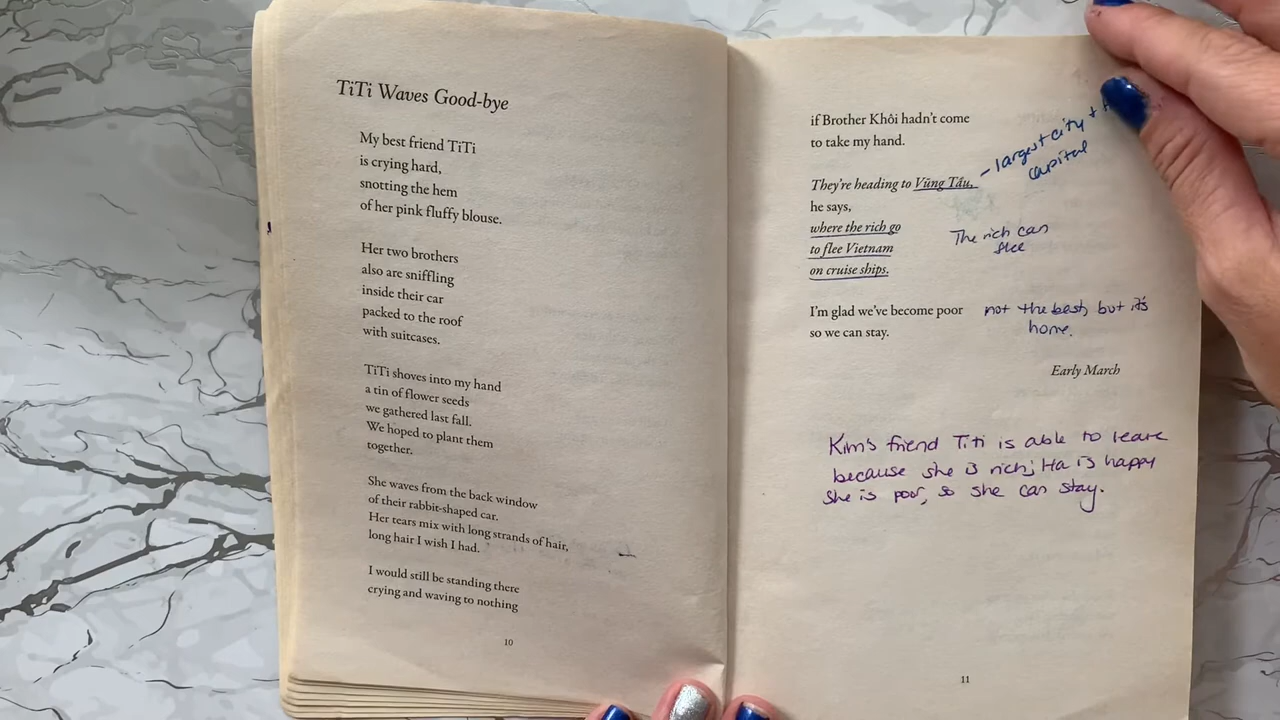 TiTi Waves Good-bye
My best friend TiTi
is crying hard,
snotting the hem
of her pink fluffy blouse.
Her two brothers
also are sniffling
inside their car
packed to the roof
with suitcases.
TiTi shoves into my hand
a tin of flower seeds
we gathered last fall.
We hoped to plant them
together.
She waves from the back window
of their rabbit-shaped car.
Her tears mix with long strands of hair,
long hair I wish I had.
I would still be standing there
crying and waving to nothing
10
if Brother Khôi hadn't come
to take my hand.
They're heading to Vũng Tầu,
he says,
where the rich go
to flee Vietnam
on cruise ships.
I'm glad we've become poor
so we can stay.
Early March
11
- largest city +
capital
The rich can
flee
not the best, but it's
home.
Kim's friend Titi is able to leave
because she is rich; Ha is happy
she is poor, so she can stay.